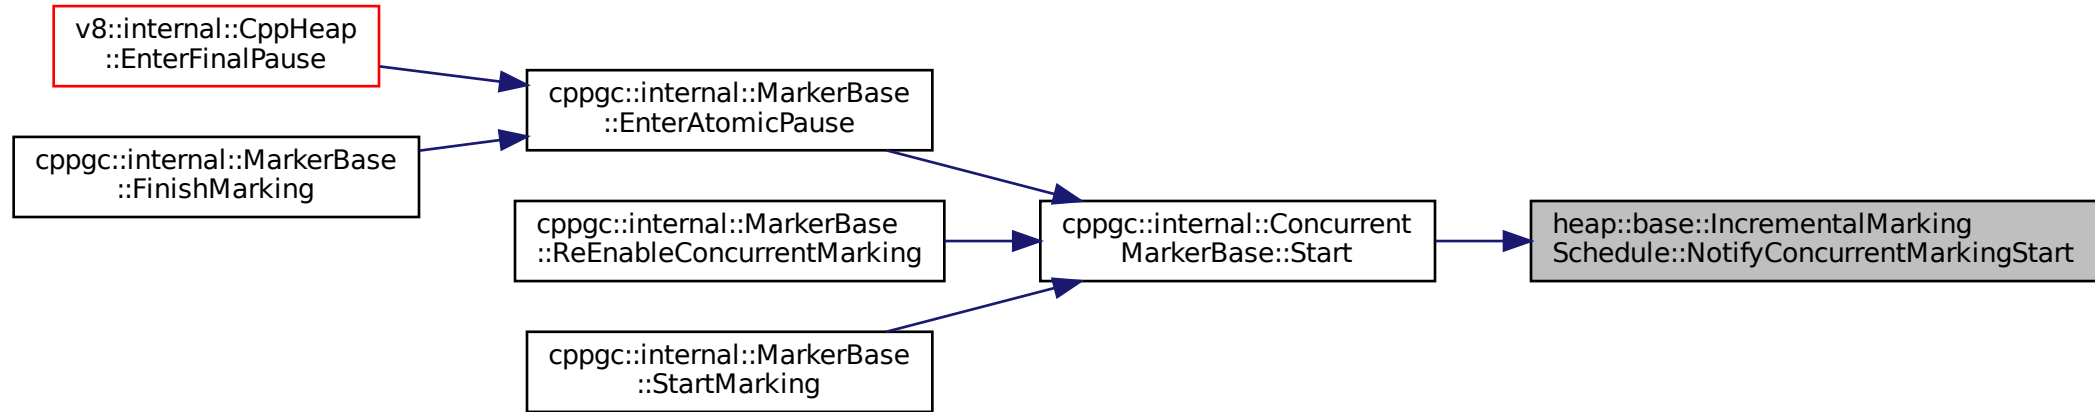 v8::internal::CppHeap
::EnterFinalPause
cppgc::internal::MarkerBase
::FinishMarking
cppgc::internal::MarkerBase
::EnterAtomicPause
cppgc::internal::MarkerBase
::ReEnableConcurrentMarking
cppgc::internal::MarkerBase
::StartMarking
cppgc::internal::Concurrent
MarkerBase::Start
heap::base::IncrementalMarking
Schedule::NotifyConcurrentMarkingStart